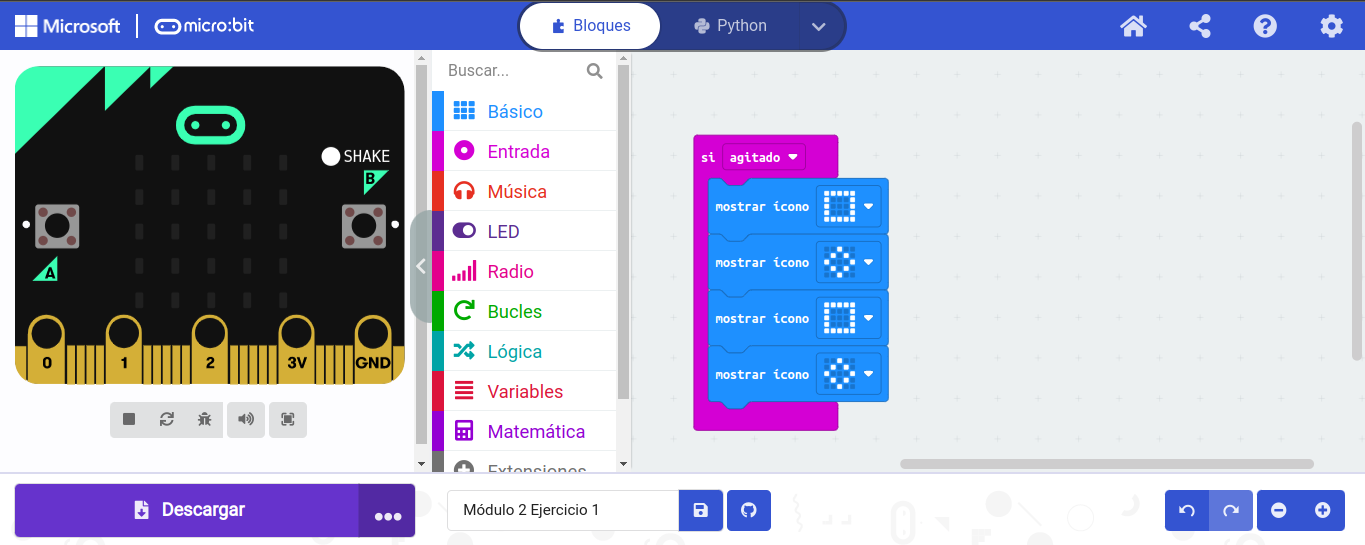 Microsoft
micro:bit
Bloques
Python
Buscar...
Básico
Entrada
Música
LED
Radio
Bucles
Lógica
Variables
Matemática
Extensiones
SHAKE
B
A
0 1 2 3V GND
si agitado
mostrar icono
mostrar icono
mostrar icono
mostrar icono
Descargar
Módulo 2 Ejercicio 1